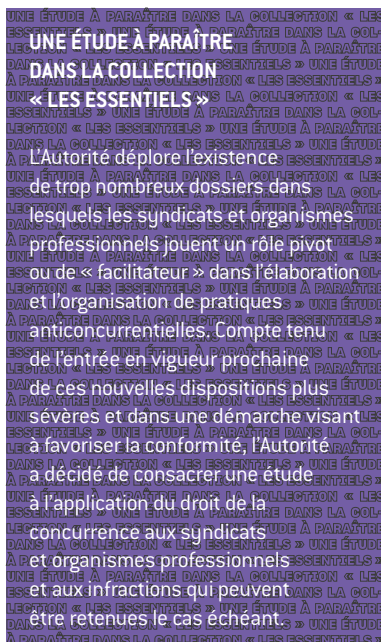 UNE ÉTUDE À PARAÎTRE
DANS LA COLLECTION
« LES ESSENTIELS »
L'Autorité déplore l'existence
de trop nombreux dossiers dans
lesquels les syndicats et organismes
professionnels jouent un rôle pivot
ou de « facilitateur » dans l'élaboration
et l'organisation de pratiques
anticoncurrentielles. Compte tenu
de l'entrée en vigueur prochaine
de ces nouvelles dispositions plus
sévères et dans une démarche visant
à favoriser la conformité, l'Autorité
a décidé de consacrer une étude
à l'application du droit de la
concurrence aux syndicats
et organismes professionnels
et aux infractions qui peuvent
être retenues le cas échéant.